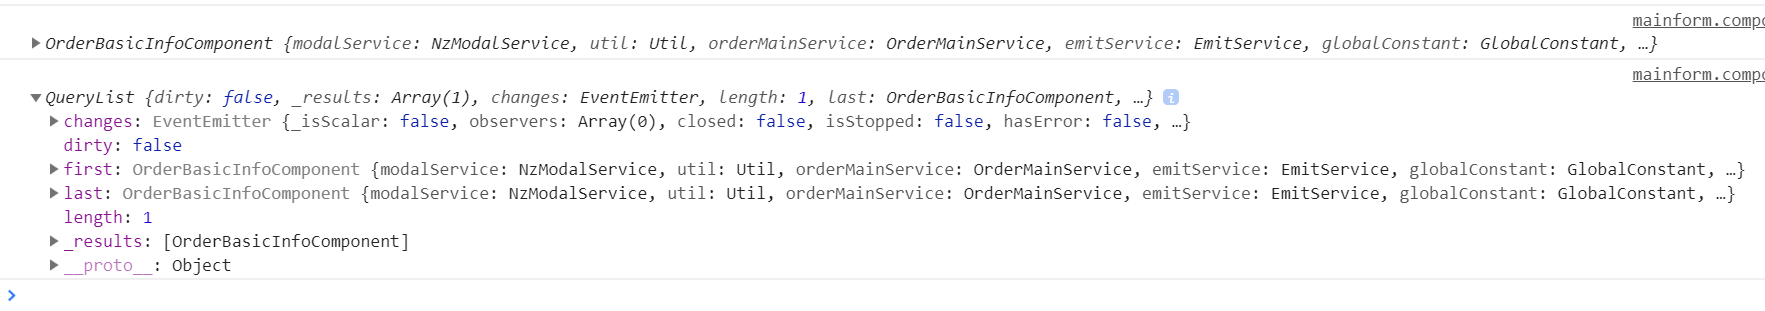 mainform.compo
OrderBasicInfoComponent {modalService: NzModalService, util: Util, orderMainService: OrderMainService, emitService: EmitService, globalConstant: GlobalConstant, …}
mainform.compo
QueryList {dirty: false, _results: Array(1), changes: EventEmitter, length: 1, last: OrderBasicInfoComponent, …} i
changes: EventEmitter {_isScalar: false, observers: Array(0), closed: false, isStopped: false, hasError: false, …}
dirty: false
first: OrderBasicInfoComponent {modalService: NzModalService, util: Util, orderMainService: OrderMainService, emitService: EmitService, globalConstant: GlobalConstant, …}
last: OrderBasicInfoComponent {modalService: NzModalService, util: Util, orderMainService: OrderMainService, emitService: EmitService, globalConstant: GlobalConstant, …}
length: 1
_results: [OrderBasicInfoComponent]
__proto__: Object